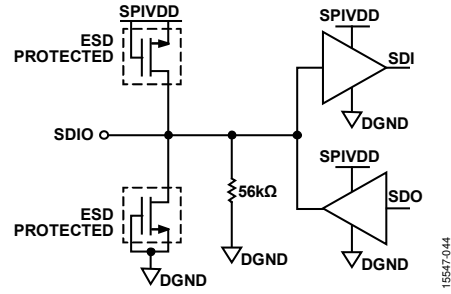 SPIVDD
ESD
PROTECTED
SPIVDD
SDI
DGND
SDIO
SPIVDD
56kΩ
SDO
ESD
PROTECTED
DGND
DGND
DGND
15547-044